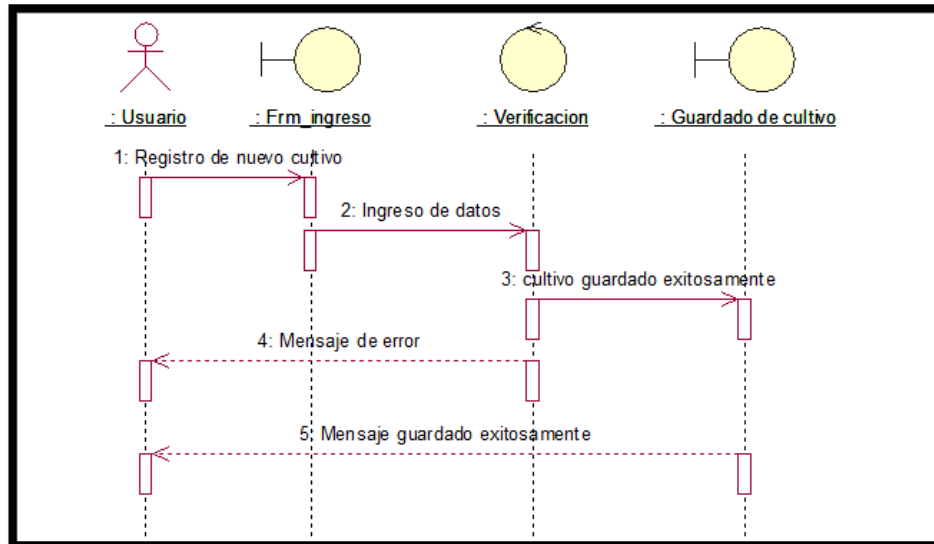 : Usuario
: Frm_ingreso
: Verificacion
: Guardado de cultivo
1: Registro de nuevo cultivo
2: Ingreso de datos
3: cultivo guardado exitosamente
4: Mensaje de error
5: Mensaje guardado exitosamente